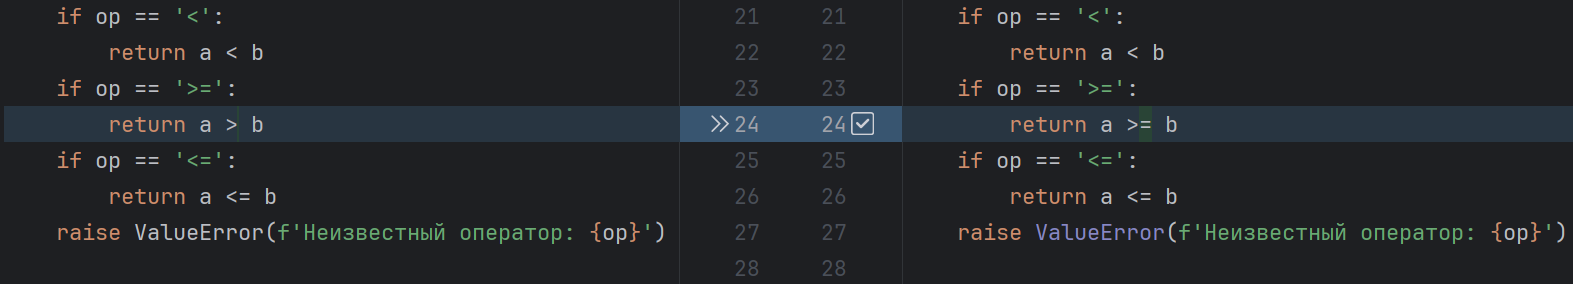 if op == '<': 21 21 if op == '<':
return a < b 22 22 return a < b
if op == '>=': 23 23 if op == '>=':
return a > b 24 24 return a >= b
if op == '<=': 25 25 if op == '<=':
return a <= b 26 26 return a <= b
raise ValueError(f'Неизвестный оператор: {op}') 27 27 raise ValueError(f'Неизвестный оператор: {op}')
28 28